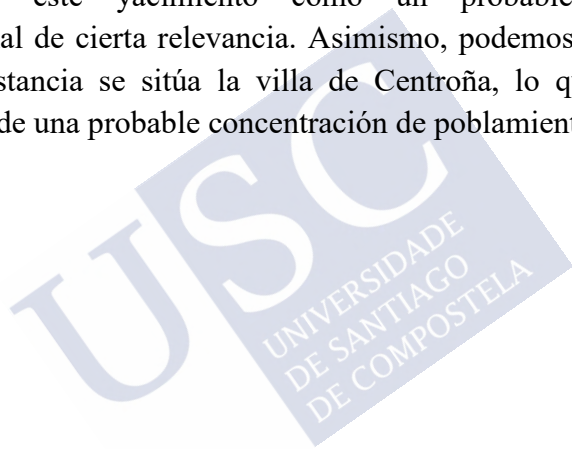 este yacimiento como un probable
al de cierta relevancia. Asimismo, podemos
stancia se sitúa la villa de Centroña, lo q
de una probable concentración de poblamient
USC
UNIVERSIDADE
DE SANTIAGO
DE COMPOSTELA